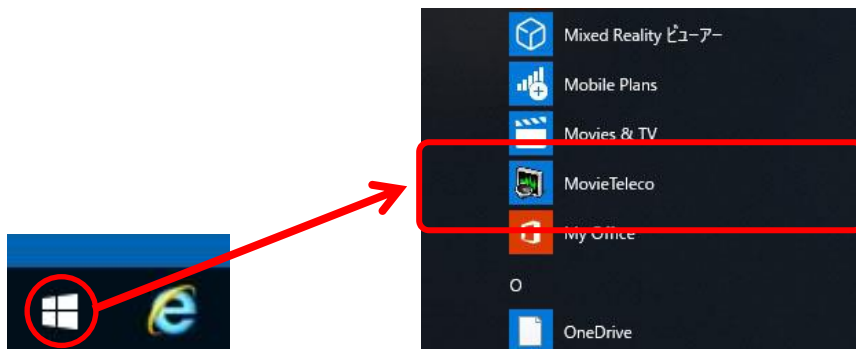 Mixed Reality ビューアー
Mobile Plans
Movies & TV
MovieTeleco
My Office
O
OneDrive